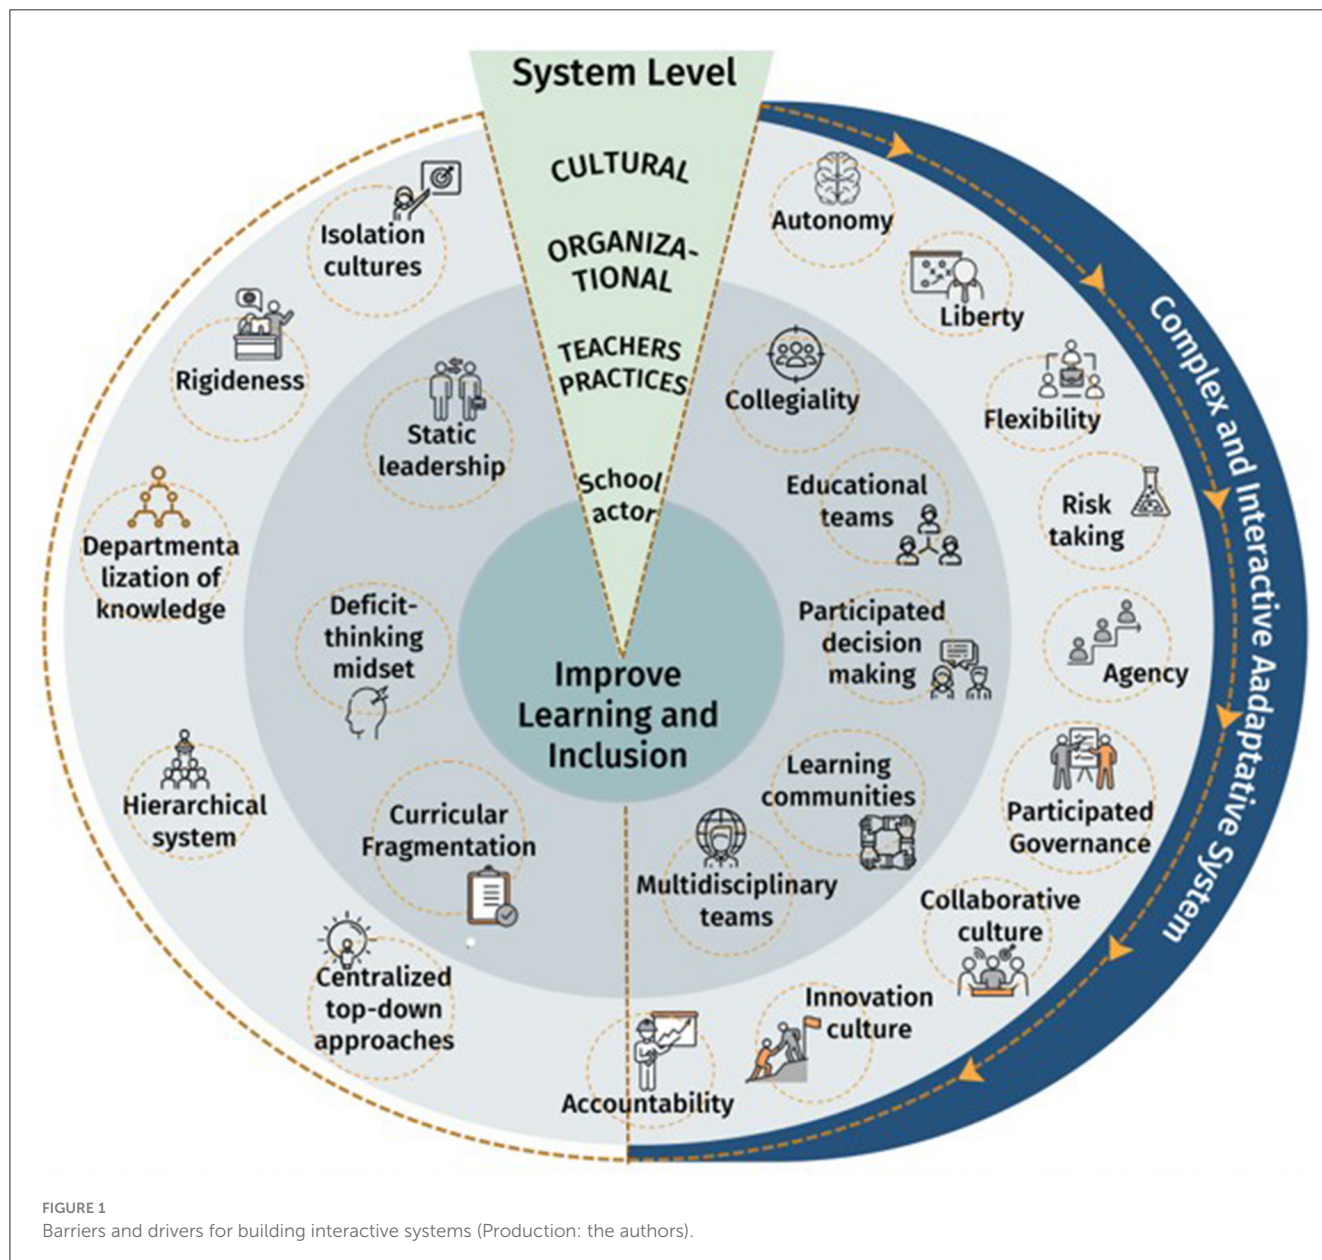 System Level
CULTURAL
ORGANIZA-
TIONAL
TEACHERS
PRACTICES
School
actor
Improve
Learning and
Inclusion
Isolation
cultures
Rigideness
Departmenta
lization of
knowledge
Hierarchical
system
Centralized
top-down
approaches
Static
leadership
Deficit-
thinking
midset
Curricular
Fragmentation
Collegiality
Educational
teams
Participated
decision
making
Learning
communities
Multidisciplinary
teams
Autonomy
Liberty
Flexibility
Risk
taking
Agency
Participated
Governance
Collaborative
culture
Innovation
culture
Accountability
Complex and Interactive Aadaptative System
FIGURE 1
Barriers and drivers for building interactive systems (Production: the authors).